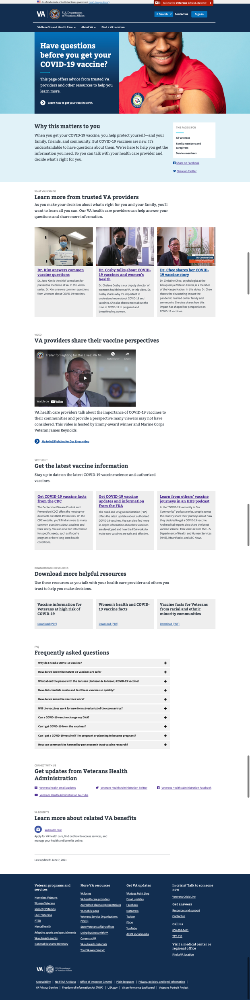 An official website of the United States government Here's how you know
Talk to the Veterans Crisis Line now
VA
U.S. Department
of Veterans Affairs
Search
Contact us
Sign in
VA Benefits and Health Care
About VA
Find a VA Location
Have questions
before you get your
COVID-19 vaccine?
This page offers advice from trusted VA
providers and other resources to help you
learn more.
Learn how to get your vaccine at VA
VA
Why this matters to you
When you get your COVID-19 vaccine, you help protect yourself—and your
family, friends, and community. But COVID-19 vaccines are new. It's
understandable to have questions about them. We're here to help you get the
information you need. So you can talk with your health care provider and
decide what's right for you.
THIS PAGE IS FOR
All Veterans
Family members and
caregivers
Service members
Share on Facebook
Share on Twitter
WHAT YOU CAN DO
Learn more from trusted VA providers
As you make your decision about what's right for you and your family, you'll
want to learn all you can. Our VA health care providers can help answer your
questions and share more information.
Dr. Kim answers common
vaccine questions
Dr. Jane Kim is the chief consultant for
preventive medicine at VA. In this video
series, Dr. Kim answers common questions
from Veterans about COVID-19 vaccines.
Dr. Cosby talks about COVID-
19 vaccines and women's
health
Dr. Chelsea Cosby is our deputy director of
women's health here at VA. In this video, Dr.
Cosby shares why it's important to
understand more about COVID-19 and
vaccines. She also shares more about the
risks of COVID-19 to pregnant and
breastfeeding women.
Dr. Christine Chee
Dr. Chee shares her COVID-
19 vaccine story
Dr. Christine Chee, psychologist at the
Albuquerque Veteran Center, is a member
of the Navajo Nation. In this video, Dr. Chee
shares the devastating impact the
pandemic has had on her family and
community. She also shares how this
impact has shaped her perspective on
COVID-19 vaccines.
VIDEO
VA providers share their vaccine perspectives
Trailer for Fighting for Our Lives: VA Mi...
Watch later
Share
Watch on YouTube
VA health care providers talk about the importance of COVID-19 vaccines to
their communities and provide a perspective many viewers may not have
considered. This video is hosted by Emmy-award winner and Marine Corps
Veteran James Reynolds.
Go to full Fighting for Our Lives video
SPOTLIGHT
Get the latest vaccine information
Stay up to date on the latest COVID-19 vaccine science and authorized
vaccines.
Get COVID-19 vaccine facts
from the CDC
The Centers for Disease Control and
Prevention (CDC) offers the most up-to-
date facts on COVID-19 vaccines. On the
CDC website, you'll find answers to many
common questions about vaccines and
their safety. You can also find information
for specific needs, such as if you're
pregnant or have long-term health
conditions.
Get COVID-19 vaccine
updates and information
from the FDA
The Food and Drug Administration (FDA)
offers the latest updates about authorized
COVID-19 vaccines. You can also find more
in-depth information about how vaccines
are developed and how the FDA works to
make sure vaccines are safe and effective.
Learn from others' vaccine
journeys in an HHS podcast
In the "COVID-19 Immunity in Our
Community" podcast series, people across
the country share their journeys about how
they decided to get a COVID-19 vaccine.
And medical experts also share the latest
vaccine science. This series is from the U.S.
Department of Health and Human Services
(HHS), iHeartRadio, and ABC News.
DOWNLOADABLE RESOURCES
Download more helpful resources
Use these resources as you talk with your health care provider and others you
trust to help you make decisions.
Vaccine information for
Veterans at high risk of
COVID-19
Download (PDF)
Women's health and COVID-
19 vaccine facts
Download (PDF)
Vaccine facts for Veterans
from racial and ethnic
minority communities
Download (PDF)
FAQ
Frequently asked questions
Why do I need a COVID-19 vaccine?
How do we know that COVID-19 vaccines are safe?
What about the pause with the Janssen (Johnson & Johnson) COVID-19 vaccine?
How did scientists create and test these vaccines so quickly?
How do we know the vaccines work?
Will the vaccines work for new forms (variants) of the coronavirus?
Can a COVID-19 vaccine change my DNA?
Can I get COVID-19 from the vaccines?
Can I get a COVID-19 vaccine if I'm pregnant or planning to become pregnant?
How can communities harmed by past research trust vaccine research?
CONNECT WITH US
Get updates from Veterans Health
Administration
Veterans health email updates
Veterans Health Administration Twitter
Veterans Health Administration Facebook
Veterans Health Administration YouTube
VA BENEFITS
Learn more about related VA benefits
VA health care
Apply for VA health care, find out how to access services, and
manage your health and benefits online.
Last updated: June 7, 2021
Veteran programs and
services
Homeless Veterans
Women Veterans
Minority Veterans
LGBT Veterans
PTSD
Mental health
Adaptive sports and special events
VA outreach events
National Resource Directory
More VA resources
VA forms
VA health care providers
Accredited claims representatives
VA mobile apps
Veterans Service Organizations
(VSOs)
State Veterans Affairs offices
Doing business with VA
Careers at VA
VA outreach materials
Your VA welcome kit
Get VA updates
VAntage Point blog
Email updates
Facebook
Instagram
Twitter
Flickr
YouTube
All VA social media
In crisis? Talk to someone
now
Veterans Crisis Line
Get answers
Resources and support
Contact us
Call us
800-698-2411
TTY: 711
Visit a medical center or
regional office
Find a VA location
VA
U.S. Department
of Veterans Affairs
Accessibility | No FEAR Act Data | Office of Inspector General | Plain language | Privacy, policies, and legal information |
VA Privacy Service | Freedom of Information Act (FOIA) | USA.gov | VA performance dashboard | Veterans Portrait Project